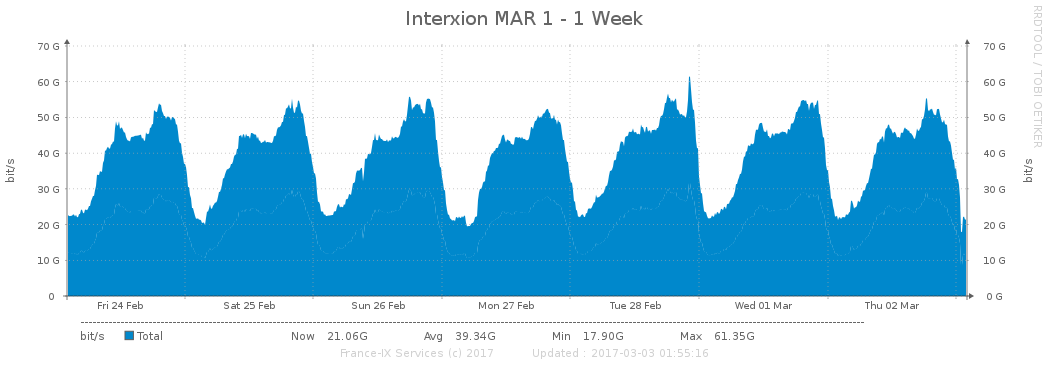 Interxion MAR 1 - 1 Week
RRDTOOL / TOBI OETIKER
bit/s
70 G 70 G
60 G 60 G
50 G 50 G
40 G 40 G
30 G 30 G
20 G 20 G
10 G 10 G
0 0 G
bit/s
Fri 24 Feb Sat 25 Feb Sun 26 Feb Mon 27 Feb Tue 28 Feb Wed 01 Mar Thu 02 Mar
bit/s Total Now 21.06G Avg 39.34G Min 17.90G Max 61.35G
France-IX Services (c) 2017 Updated : 2017-03-03 01:55:16